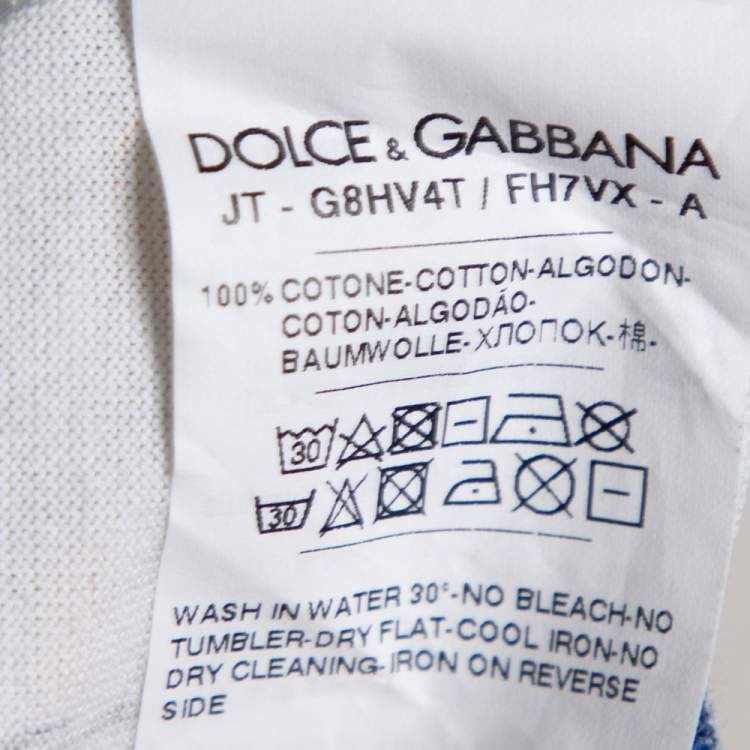 DOLCE & GABBANA
JT - G8HV4T / FH7VX - A
100% COTONE-COTTON-ALGODON-
COTON-ALGODÃO-
BAUMWOLLE-ХЛОПОК-棉-
30
30
WASH IN WATER 30°-NO BLEACH-NO
TUMBLER-DRY FLAT-COOL IRON-NO
DRY CLEANING-IRON ON REVERSE
SIDE